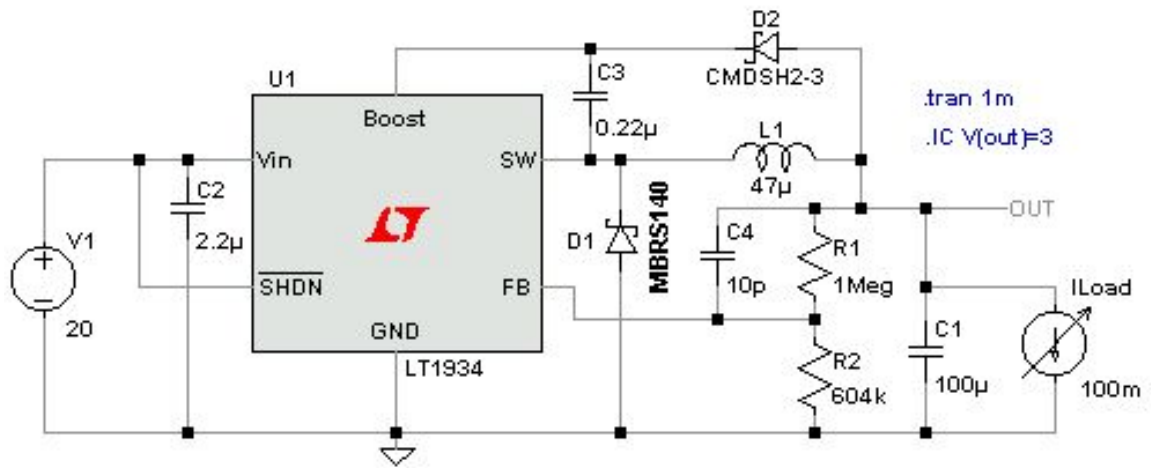 D2
U1
C3
CMDSH2-3
.tran 1m
Boost
0.22µ
L1
.IC V(out)=3
Vin
SW
C2
47µ
OUT
V1
2.2µ
D1
MBRS140
C4
R1
SHDN
FB
10p
1Meg
ILoad
20
GND
C1
LT1934
R2
100µ
604k
100m